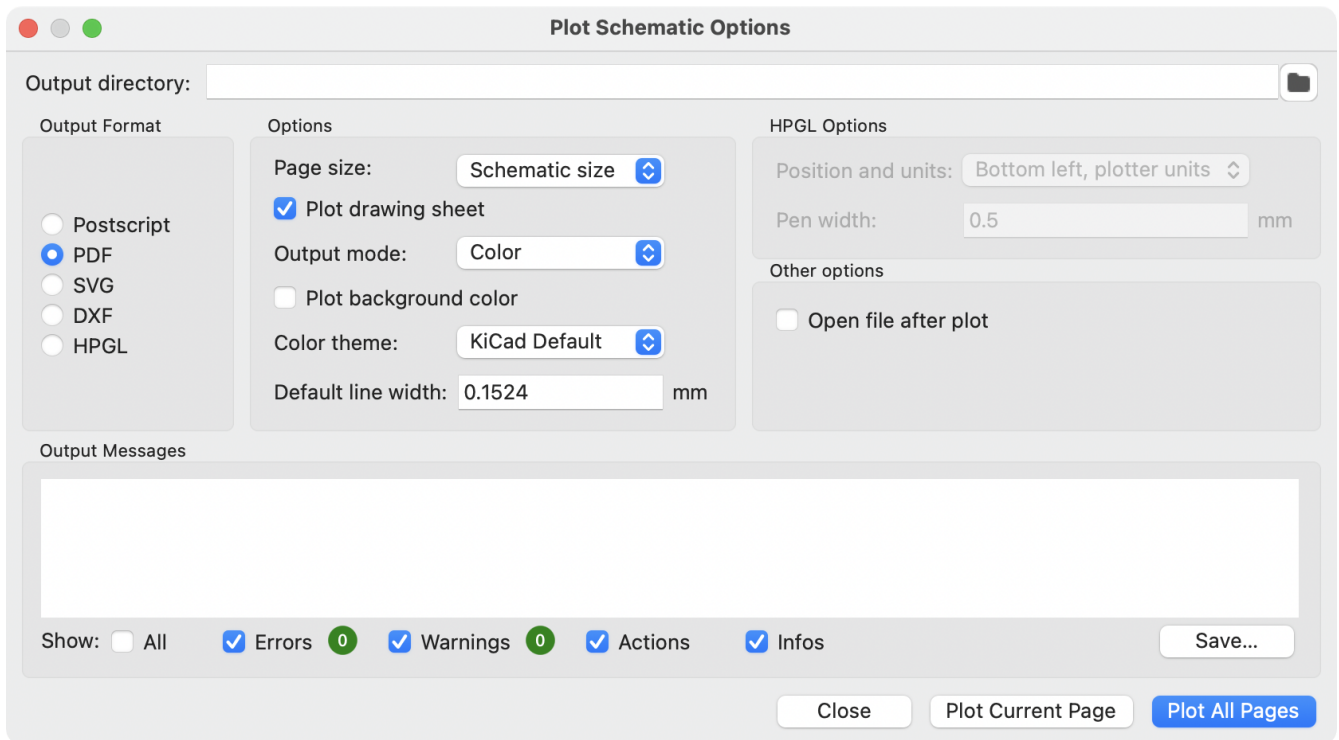 Plot Schematic Options
Output directory:
Output Format
Postscript
PDF
SVG
DXF
HPGL
Options
Page size: Schematic size
Plot drawing sheet
Output mode: Color
Plot background color
Color theme: KiCad Default
Default line width: 0.1524 mm
HPGL Options
Position and units: Bottom left, plotter units
Pen width: 0.5 mm
Other options
Open file after plot
Output Messages
Show: All Errors 0 Warnings 0 Actions Infos Save...
Close Plot Current Page Plot All Pages